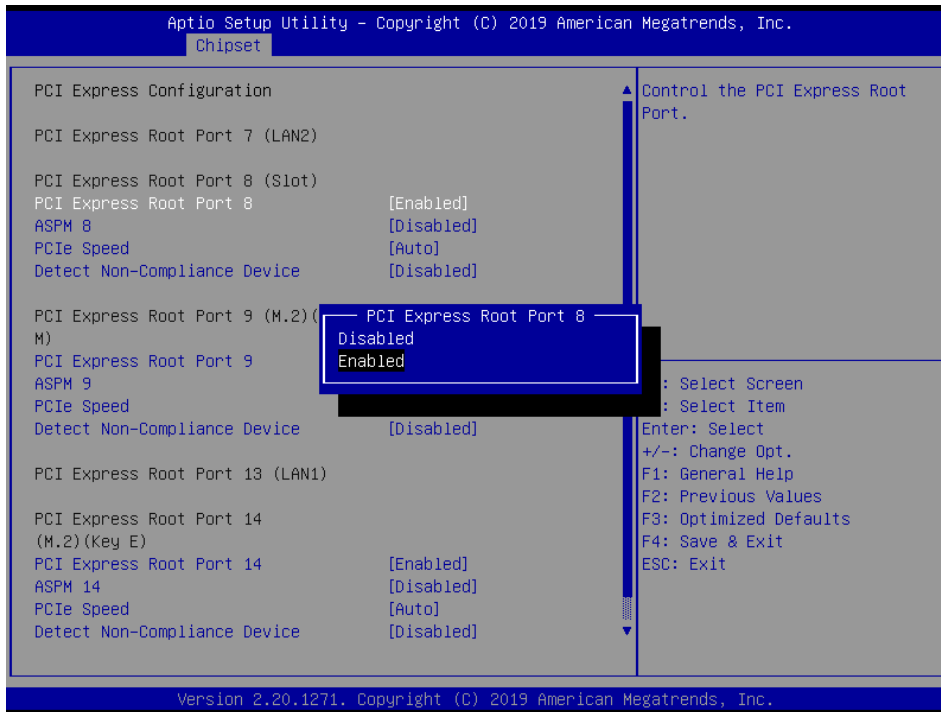 Aptio Setup Utility – Copyright (C) 2019 American Megatrends, Inc.
Chipset
PCI Express Configuration
PCI Express Root Port 7 (LAN2)
PCI Express Root Port 8 (Slot)
PCI Express Root Port 8 [Enabled]
ASPM 8 [Disabled]
PCIe Speed [Auto]
Detect Non-Compliance Device [Disabled]
PCI Express Root Port 9 (M.2)(
M)
PCI Express Root Port 9
ASPM 9
PCIe Speed
Detect Non-Compliance Device [Disabled]
PCI Express Root Port 13 (LAN1)
PCI Express Root Port 14
(M.2)(Key E)
PCI Express Root Port 14 [Enabled]
ASPM 14 [Disabled]
PCIe Speed [Auto]
Detect Non-Compliance Device [Disabled]
PCI Express Root Port 8
Disabled
Enabled
Control the PCI Express Root
Port.
: Select Screen
: Select Item
Enter: Select
+/-: Change Opt.
F1: General Help
F2: Previous Values
F3: Optimized Defaults
F4: Save & Exit
ESC: Exit
Version 2.20.1271. Copyright (C) 2019 American Megatrends, Inc.